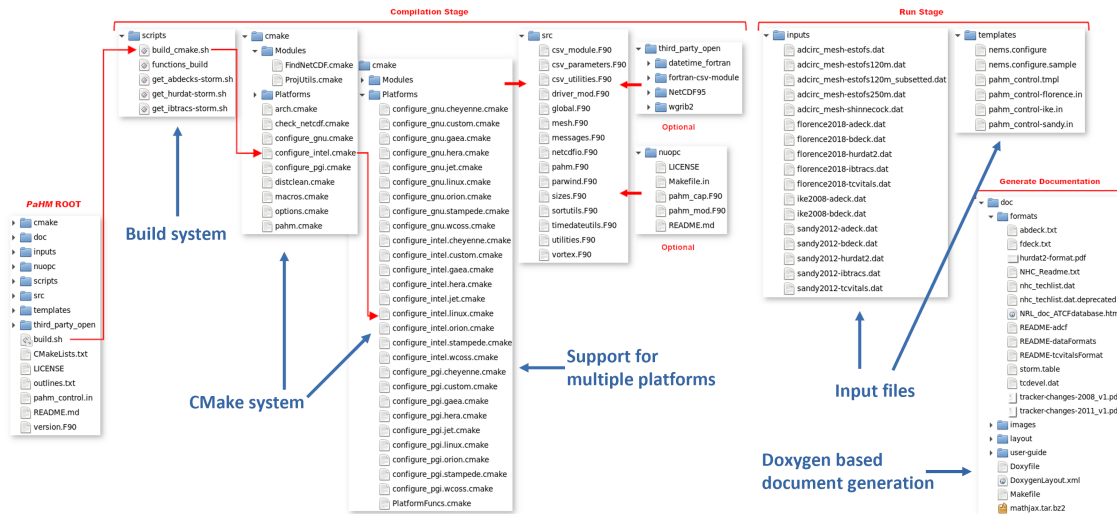 Compilation Stage
Run Stage
scripts
build_cmake.sh
functions_build
get_abdecks-storm.sh
get_hurdat-storm.sh
get_ibtracs-storm.sh
Build system
PaHM ROOT
cmake
doc
inputs
nuopc
scripts
src
templates
third_party_open
build.sh
CMakeLists.txt
LICENSE
outlines.txt
pahm_control.in
README.md
version.F90
cmake
Modules
FindNetCDF.cmake
ProjUtils.cmake
Platforms
arch.cmake
check_netcdf.cmake
configure_gnu.cmake
configure_intel.cmake
configure_pgi.cmake
distclean.cmake
macros.cmake
options.cmake
pahm.cmake
CMake system
cmake
Modules
Platforms
configure_gnu.cheyenne.cmake
configure_gnu.custom.cmake
configure_gnu.gaea.cmake
configure_gnu.hera.cmake
configure_gnu.jet.cmake
configure_gnu.linux.cmake
configure_gnu.orion.cmake
configure_gnu.stampede.cmake
configure_gnu.wcoss.cmake
configure_intel.cheyenne.cmake
configure_intel.custom.cmake
configure_intel.gaea.cmake
configure_intel.hera.cmake
configure_intel.jet.cmake
configure_intel.linux.cmake
configure_intel.orion.cmake
configure_intel.stampede.cmake
configure_intel.wcoss.cmake
configure_pgi.cheyenne.cmake
configure_pgi.custom.cmake
configure_pgi.gaea.cmake
configure_pgi.hera.cmake
configure_pgi.jet.cmake
configure_pgi.linux.cmake
configure_pgi.orion.cmake
configure_pgi.stampede.cmake
configure_pgi.wcoss.cmake
PlatformFuncs.cmake
src
csv_module.F90
csv_parameters.F90
csv_utilities.F90
driver_mod.F90
global.F90
mesh.F90
messages.F90
netcdfio.F90
pahm.F90
parwind.F90
sizes.F90
sortutils.F90
timedateutils.F90
utilities.F90
vortex.F90
third_party_open
datetime_fortran
fortran-csv-module
NetCDF95
wgrib2
Optional
nuopc
LICENSE
Makefile.in
pahm_cap.F90
pahm_mod.F90
README.md
Optional
Support for
multiple platforms
inputs
adcirc_mesh-estofs.dat
adcirc_mesh-estofs120m.dat
adcirc_mesh-estofs120m_subsetted.dat
adcirc_mesh-estofs250m.dat
adcirc_mesh-shinnecock.dat
florence2018-adeck.dat
florence2018-bdeck.dat
florence2018-hurdat2.dat
florence2018-ibtracs.dat
florence2018-tcvitals.dat
ike2008-adeck.dat
ike2008-bdeck.dat
sandy2012-adeck.dat
sandy2012-bdeck.dat
sandy2012-hurdat2.dat
sandy2012-ibtracs.dat
sandy2012-tcvitals.dat
templates
nems.configure
nems.configure.sample
pahm_control.tmpl
pahm_control-florence.in
pahm_control-ike.in
pahm_control-sandy.in
Input files
Generate Documentation
doc
formats
abdeck.txt
fdeck.txt
hurdat2-format.pdf
NHC_Readme.txt
nhc_techlist.dat
nhc_techlist.dat.deprecated
NRL_doc_ATCFdatabase.htm
README-adcf
README-dataFormats
README-tcvitalsFormat
storm.table
tcdevel.dat
tracker-changes-2008_v1.pd
tracker-changes-2011_v1.pd
images
layout
user-guide
Doxyfile
DoxygenLayout.xml
Makefile
mathjax.tar.bz2
Doxygen based
document generation